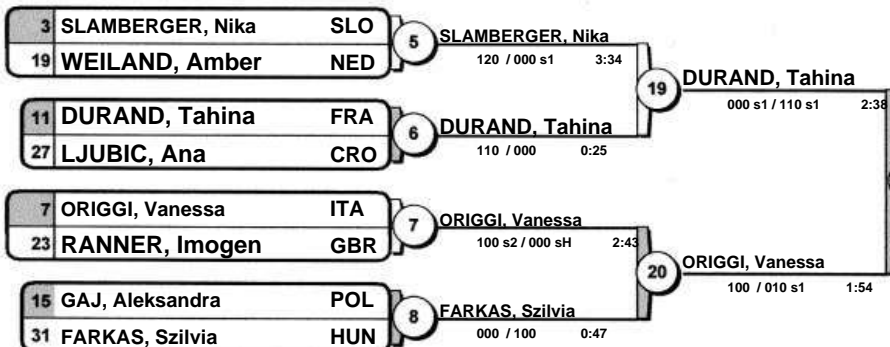 3 SLAMBERGER, Nika SLO
19 WEILAND, Amber NED
5
SLAMBERGER, Nika
120 / 000 s1 3:34
11 DURAND, Tahina FRA
27 LJUBIC, Ana CRO
6
DURAND, Tahina
110 / 000 0:25
19
DURAND, Tahina
000 s1 / 110 s1 2:38
7 ORIGGI, Vanessa ITA
23 RANNER, Imogen GBR
7
ORIGGI, Vanessa
100 s2 / 000 sH 2:43
15 GAJ, Aleksandra POL
31 FARKAS, Szilvia HUN
8
FARKAS, Szilvia
000 / 100 0:47
20
ORIGGI, Vanessa
100 / 010 s1 1:54